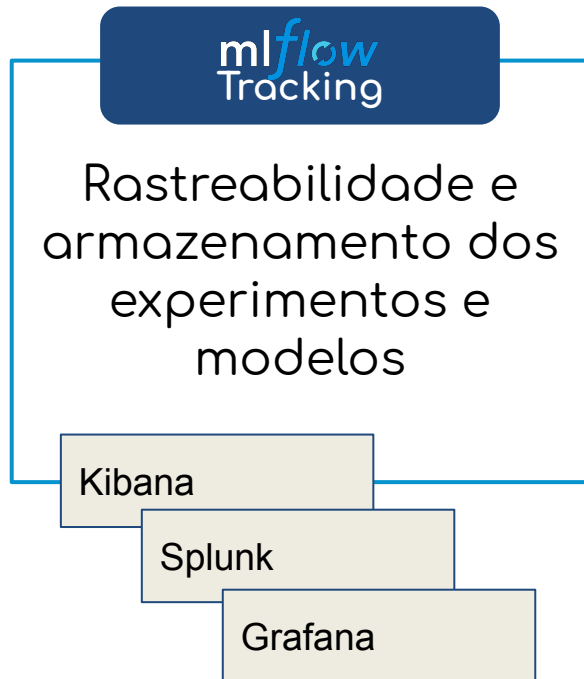 mlflow
Tracking
Rastreabilidade e
armazenamento dos
experimentos e
modelos
Kibana
Splunk
Grafana